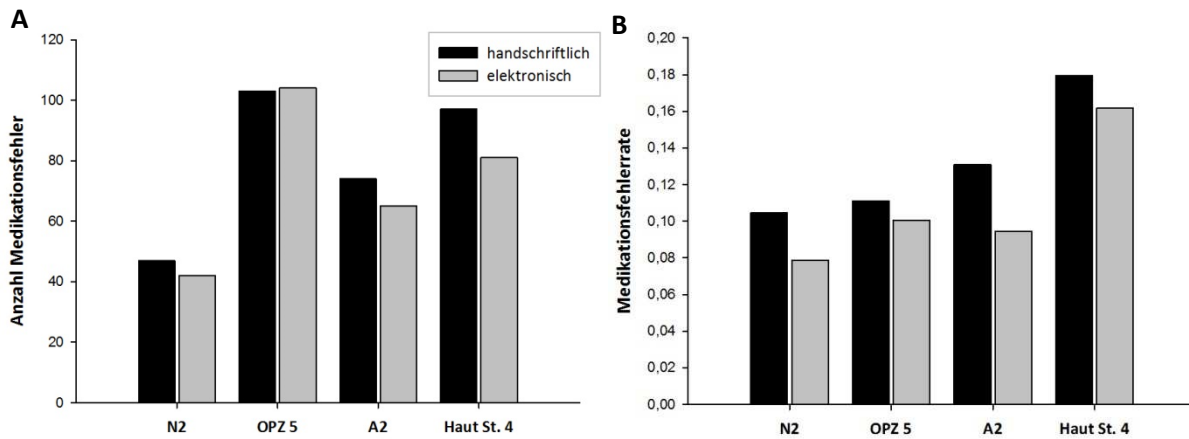 A
Anzahl Medikationsfehler
120
100
80
60
40
20
0
handschriftlich
elektronisch
N2 OPZ 5 A2 Haut St. 4
B
Medikationsfehlerrate
0,20
0,18
0,16
0,14
0,12
0,10
0,08
0,06
0,04
0,02
0,00
N2 OPZ 5 A2 Haut St. 4